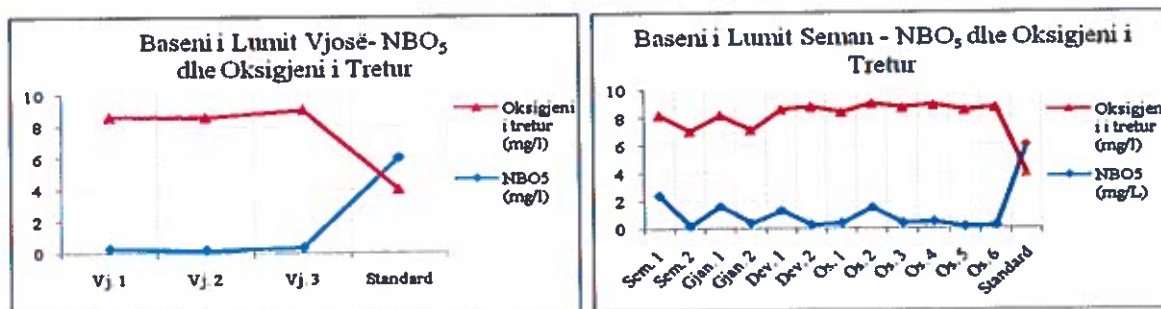 Baseni i Lumit Vjosë- NBO₅
dhe Oksigjeni i Tretur
10
8
6
4
2
0
Vj. 1
Vj. 2
Vj. 3
Standard
Oksigjeni
i tretur
(mg/l)
NBO5
(mg/l)
Baseni i Lumit Seman - NBO₅ dhe Oksigjeni i
Tretur
10
8
6
4
2
0
Sem. 1
Sem. 2
Gjan. 1
Gjan. 2
Dev. 1
Dev. 2
Os. 1
Os. 2
Os. 3
Os. 4
Os. 5
Os. 6
Standard
Oksigjen
i i tretur
(mg/l)
NBO5
(mg/L)